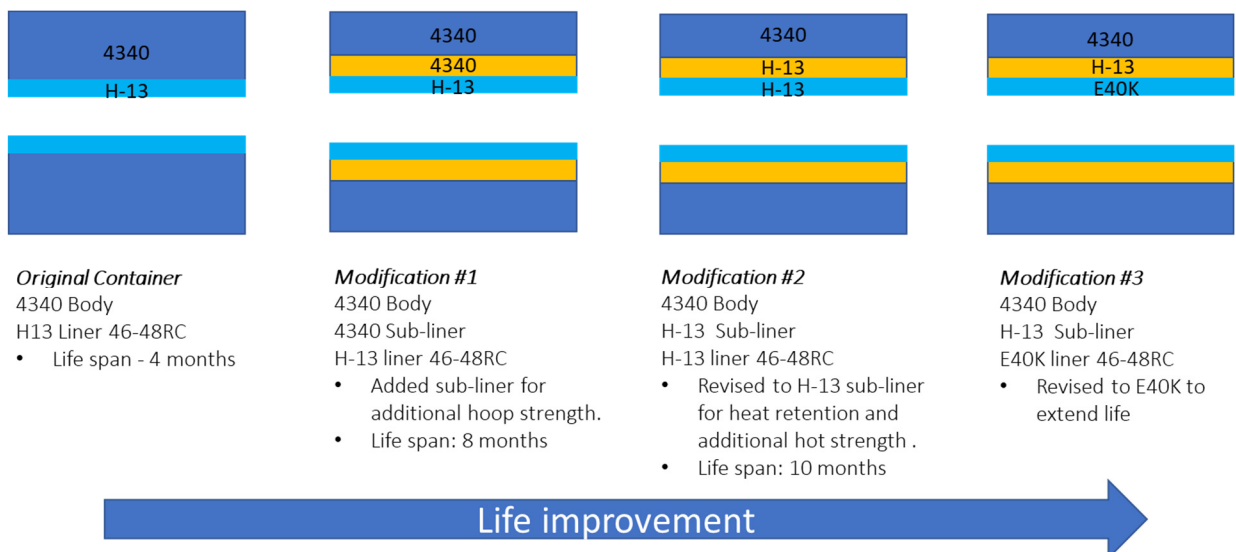 4340
H-13
4340
4340
H-13
4340
H-13
H-13
4340
H-13
E40K
Original Container
4340 Body
H13 Liner 46-48RC
• Life span - 4 months
Modification #1
4340 Body
4340 Sub-liner
H-13 liner 46-48RC
• Added sub-liner for
additional hoop strength.
• Life span: 8 months
Modification #2
4340 Body
H-13 Sub-liner
H-13 liner 46-48RC
• Revised to H-13 sub-liner
for heat retention and
additional hot strength .
• Life span: 10 months
Modification #3
4340 Body
H-13 Sub-liner
E40K liner 46-48RC
• Revised to E40K to
extend life
Life improvement